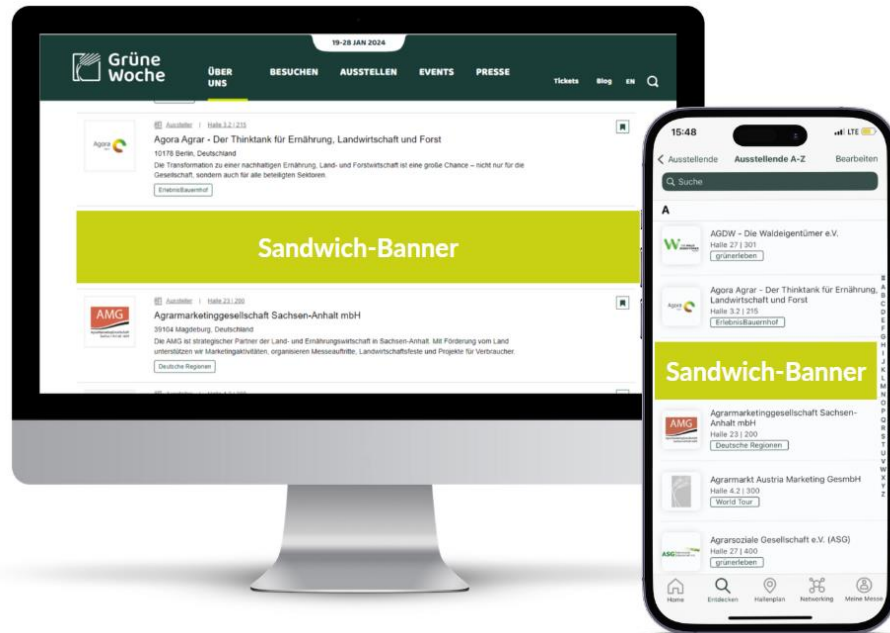 19-28 JAN 2024
Grüne
Woche
ÜBER
UNS
BESUCHEN
AUSSTELLEN
EVENTS
PRESSE
Tickets
Blog
EN
Aussteller | Halle 3.2 | 215
Agora Agrar - Der Thinktank für Ernährung, Landwirtschaft und Forst
10178 Berlin, Deutschland
Die Transformation zu einer nachhaltigen Ernährung, Land- und Forstwirtschaft ist eine große Chance – nicht nur für die
Gesellschaft, sondern auch für alle beteiligten Sektoren.
ErlebnisBauernhof
Agora
Sandwich-Banner
Aussteller | Halle 23 | 200
AMG
Agrarmarketinggesellschaft Sachsen-Anhalt mbH
39104 Magdeburg, Deutschland
Die AMG ist strategischer Partner der Land- und Ernährungswirtschaft in Sachsen-Anhalt. Mit Förderung vom Land
unterstützen wir Marketingaktivitäten, organisieren Messeauftritte, Landwirtschaftsfeste und Projekte für Verbraucher.
Deutsche Regionen
15:48
LTE
Ausstellende
Ausstellende A-Z
Bearbeiten
Suche
A
AGDW – Die Waldeigentümer e.V.
Halle 27 | 301
grünerleben
Agora
Agora Agrar - Der Thinktank für Ernährung,
Landwirtschaft und Forst
Halle 3.2 | 215
ErlebnisBauernhof
Sandwich-Banner
AMG
Agrarmarketinggesellschaft Sachsen-
Anhalt mbH
Halle 23 | 200
Deutsche Regionen
Agrarmarkt Austria Marketing GesmbH
Halle 4.2 | 300
World Tour
ASG
Agrarsoziale Gesellschaft e.V. (ASG)
Halle 27 | 400
grünerleben
#
A
B
C
D
E
F
G
H
I
J
K
L
M
N
O
P
Q
R
S
T
U
V
W
X
Y
Z
Home
Entdecken
Hallenplan
Networking
Meine Messe